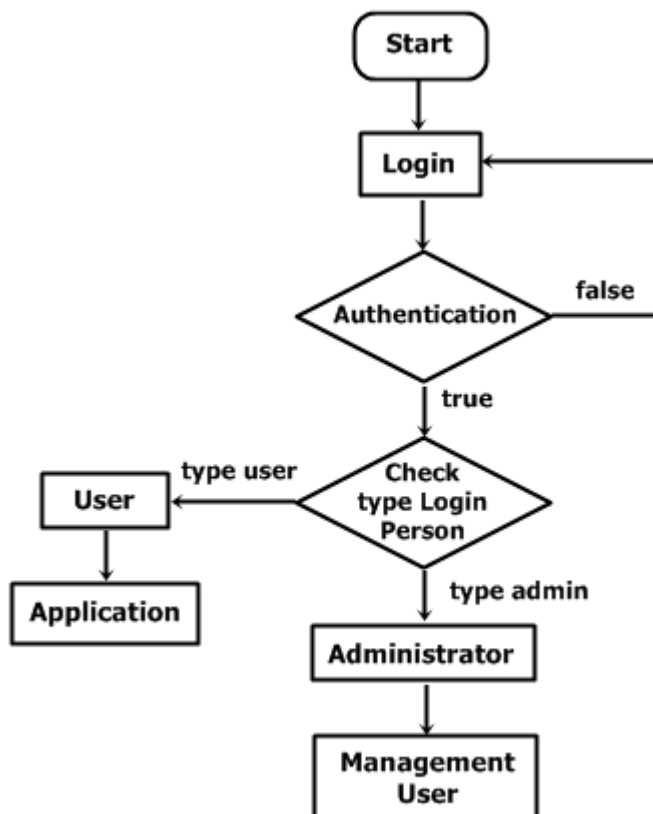 Start
Login
Authentication
false
true
Check
type Login
Person
type user
User
Application
type admin
Administrator
Management
User